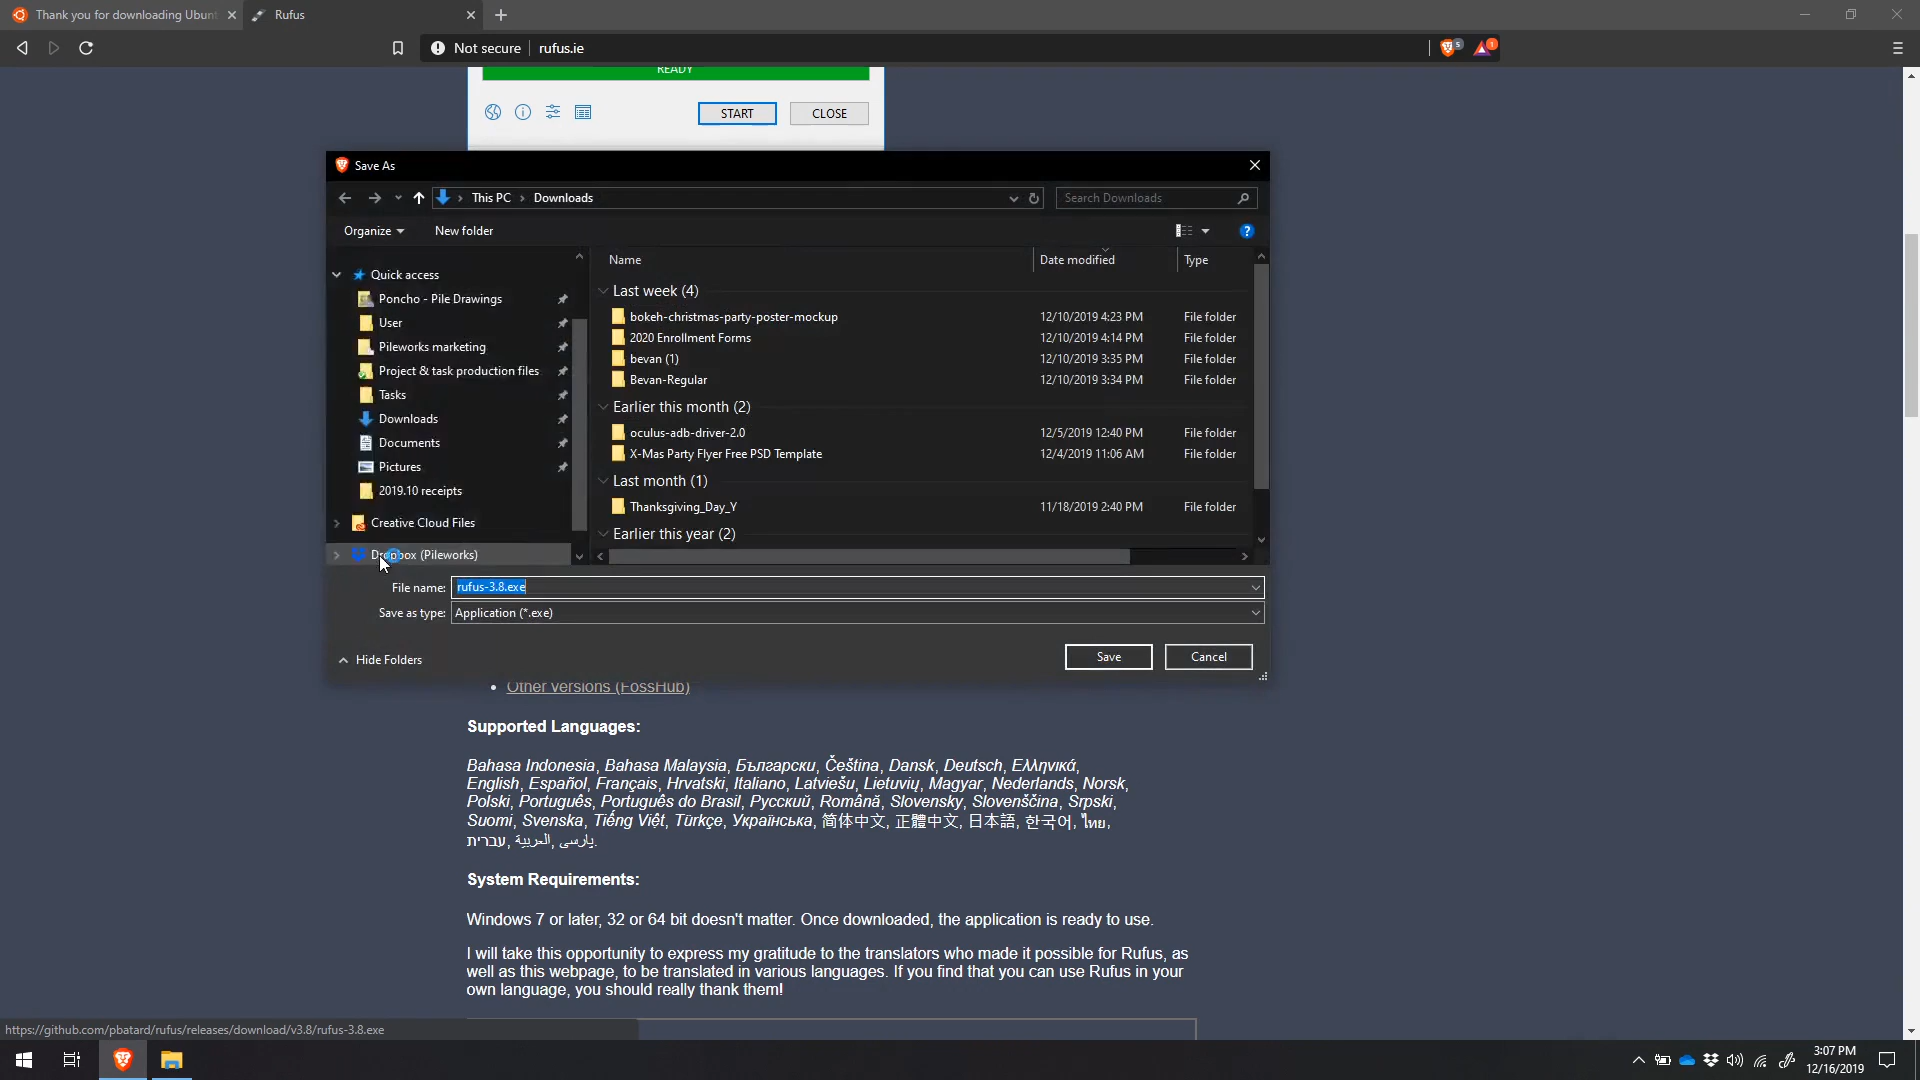 Thank you for downloading Ubunt
Rufus
Not secure
rufus.ie
5
1
READY
START
CLOSE
Save As
This PC
Downloads
Search Downloads
Organize
New folder
Name
Date modified
Type
Quick access
Poncho - Pile Drawings
User
Pileworks marketing
Project & task production files
Tasks
Downloads
Documents
Pictures
2019.10 receipts
Creative Cloud Files
Dropbox (Pileworks)
Last week (4)
bokeh-christmas-party-poster-mockup 12/10/2019 4:23 PM File folder
2020 Enrollment Forms 12/10/2019 4:14 PM File folder
bevan (1) 12/10/2019 3:35 PM File folder
Bevan-Regular 12/10/2019 3:34 PM File folder
Earlier this month (2)
oculus-adb-driver-2.0 12/5/2019 12:40 PM File folder
X-Mas Party Flyer Free PSD Template 12/4/2019 11:06 AM File folder
Last month (1)
Thanksgiving_Day_Y 11/18/2019 2:40 PM File folder
Earlier this year (2)
File name: rufus-3.8.exe
Save as type: Application (*.exe)
Hide Folders
Save
Cancel
Other versions (FossHub)
Supported Languages:
Bahasa Indonesia, Bahasa Malaysia, Български, Čeština, Dansk, Deutsch, Ελληνικά,
English, Español, Français, Hrvatski, Italiano, Latviešu, Lietuvių, Magyar, Nederlands, Norsk,
Polski, Português, Português do Brasil, Русский, Română, Slovensky, Slovenščina, Srpski,
Suomi, Svenska, Tiếng Việt, Türkçe, Українська, 简体中文, 正體中文, 日本語, 한국어, ไทย,
עברית, العربية, پارسی.
System Requirements:
Windows 7 or later, 32 or 64 bit doesn't matter. Once downloaded, the application is ready to use.
I will take this opportunity to express my gratitude to the translators who made it possible for Rufus, as
well as this webpage, to be translated in various languages. If you find that you can use Rufus in your
own language, you should really thank them!
https://github.com/pbatard/rufus/releases/download/v3.8/rufus-3.8.exe
3:07 PM
12/16/2019